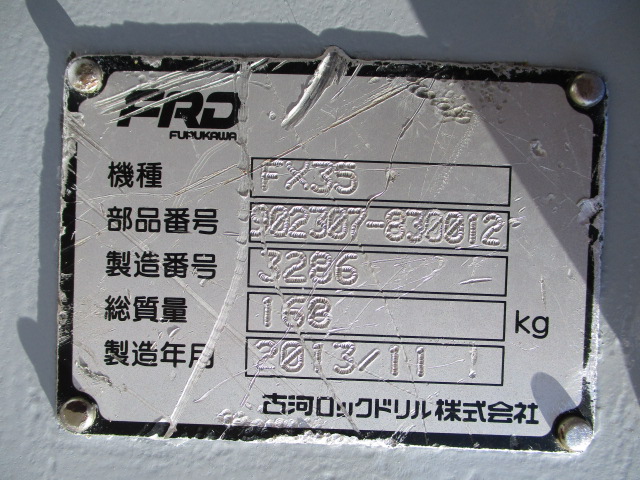 FRD
FURUKAWA
機種 FX35
部品番号 302307-830012
製造番号 3286
総質量 168 kg
製造年月 2013/11
古河ロックドリル株式会社